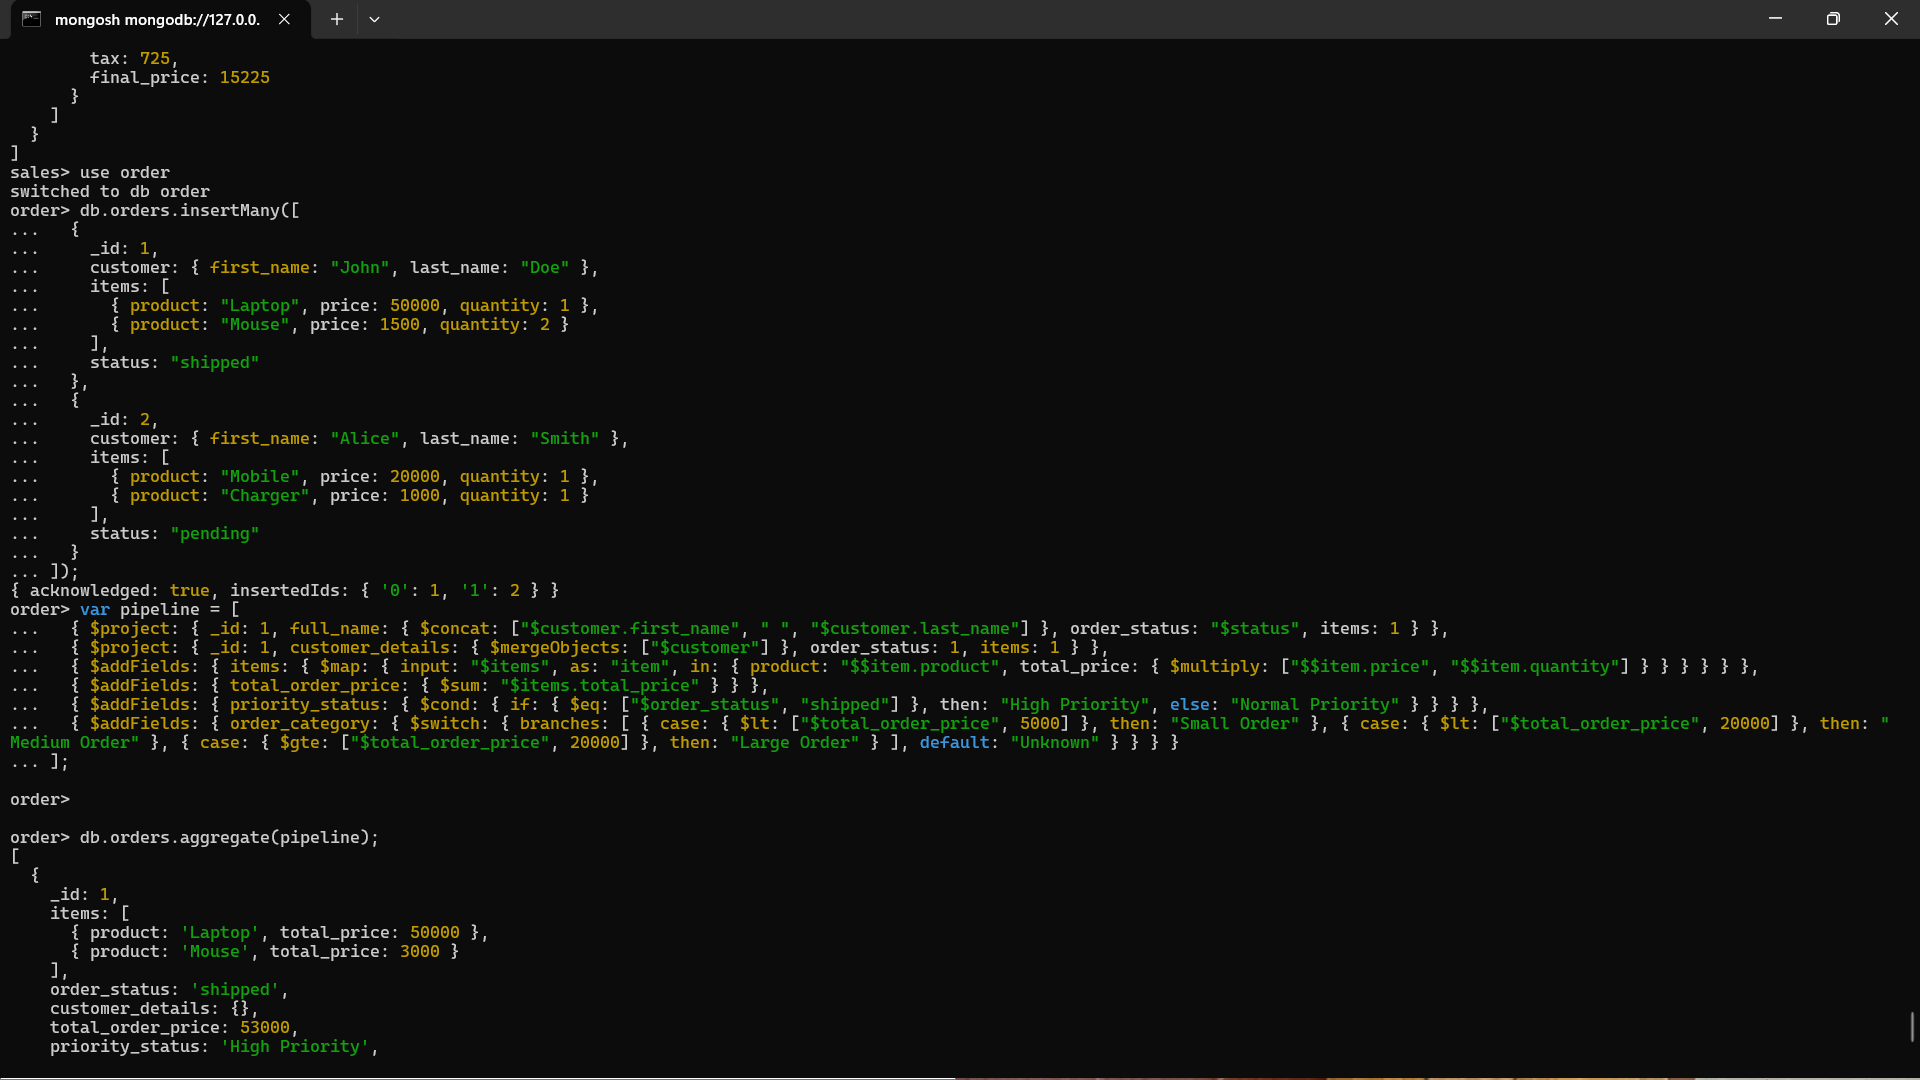 mongosh mongodb://127.0.0.
        tax: 725,
        final_price: 15225
      }
    ]
  }
]
sales> use order
switched to db order
order> db.orders.insertMany([
...   {
...     _id: 1,
...     customer: { first_name: "John", last_name: "Doe" },
...     items: [
...       { product: "Laptop", price: 50000, quantity: 1 },
...       { product: "Mouse", price: 1500, quantity: 2 }
...     ],
...     status: "shipped"
...   },
...   {
...     _id: 2,
...     customer: { first_name: "Alice", last_name: "Smith" },
...     items: [
...       { product: "Mobile", price: 20000, quantity: 1 },
...       { product: "Charger", price: 1000, quantity: 1 }
...     ],
...     status: "pending"
...   }
... ]);
{ acknowledged: true, insertedIds: { '0': 1, '1': 2 } }
order> var pipeline = [
...   { $project: { _id: 1, full_name: { $concat: ["$customer.first_name", " ", "$customer.last_name"] }, order_status: "$status", items: 1 } },
...   { $project: { _id: 1, customer_details: { $mergeObjects: ["$customer"] }, order_status: 1, items: 1 } },
...   { $addFields: { items: { $map: { input: "$items", as: "item", in: { product: "$$item.product", total_price: { $multiply: ["$$item.price", "$$item.quantity"] } } } } } },
...   { $addFields: { total_order_price: { $sum: "$items.total_price" } } },
...   { $addFields: { priority_status: { $cond: { if: { $eq: ["$order_status", "shipped"] }, then: "High Priority", else: "Normal Priority" } } } },
...   { $addFields: { order_category: { $switch: { branches: [ { case: { $lt: ["$total_order_price", 5000] }, then: "Small Order" }, { case: { $lt: ["$total_order_price", 20000] }, then: "
Medium Order" }, { case: { $gte: ["$total_order_price", 20000] }, then: "Large Order" } ], default: "Unknown" } } } }
... ];
order>
order> db.orders.aggregate(pipeline);
[
  {
    _id: 1,
    items: [
      { product: 'Laptop', total_price: 50000 },
      { product: 'Mouse', total_price: 3000 }
    ],
    order_status: 'shipped',
    customer_details: {},
    total_order_price: 53000,
    priority_status: 'High Priority',